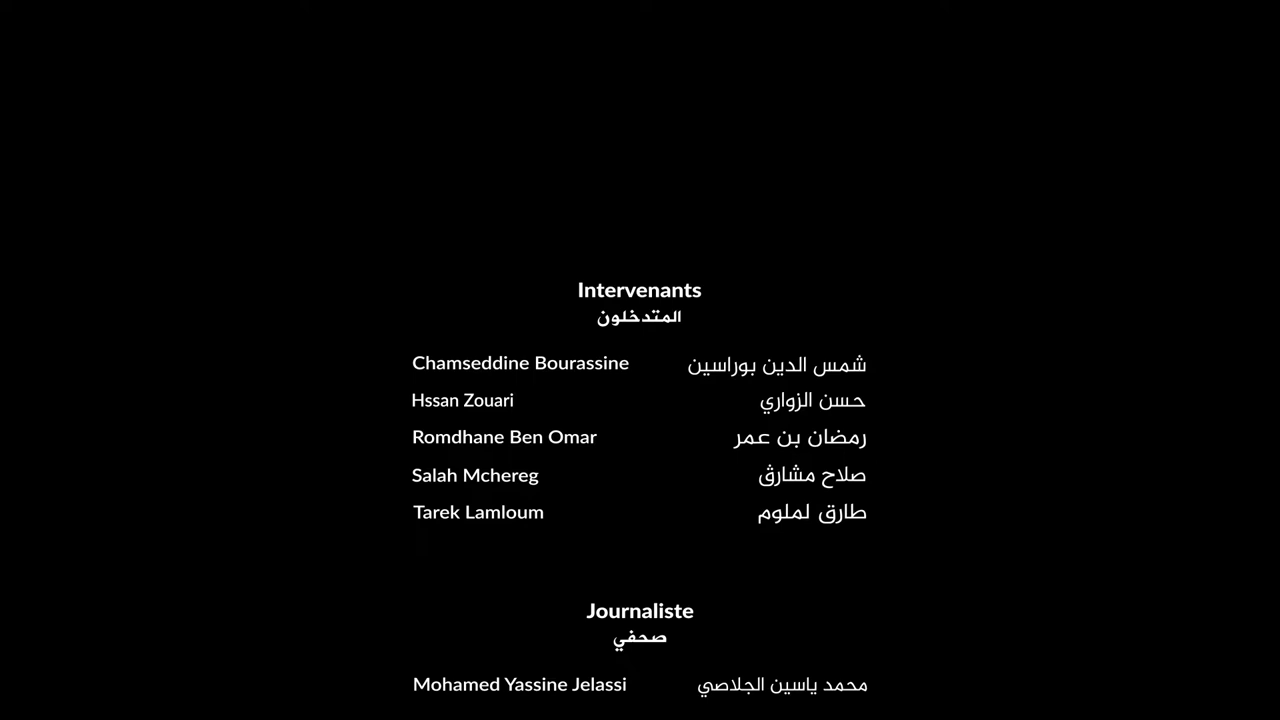 Intervenants
المتدخلون
Chamseddine Bourassine شمس الدين بوراسين
Hssan Zouari حسن الزواري
Romdhane Ben Omar رمضان بن عمر
Salah Mchereg صلاح مشارڨ
Tarek Lamloum طارق لملوم
Journaliste
صحفي
Mohamed Yassine Jelassi محمد ياسين الجلاصي